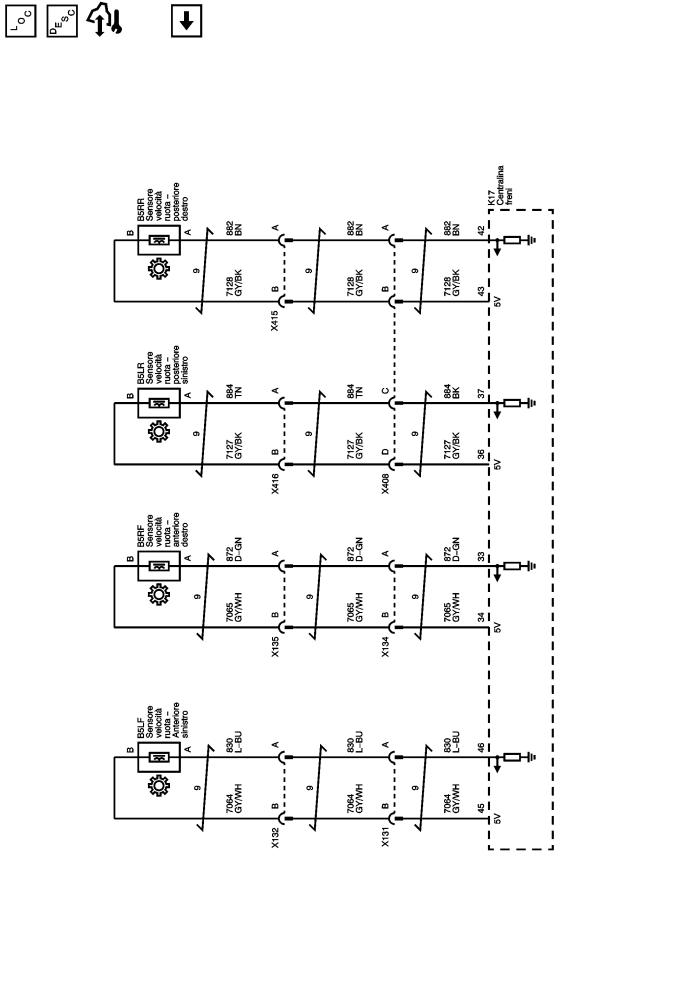 LOC
DESC
K17
Centralina
freni
B5RR
Sensore
velocità
ruota –
posteriore
destro
B
A
9
882
BN
7128
GY/BK
A
B
X415
9
882
BN
7128
GY/BK
A
B
9
882
BN
7128
GY/BK
42
43
5V
B5LR
Sensore
velocità
ruota –
posteriore
sinistro
B
A
9
884
TN
7127
GY/BK
A
B
X416
9
884
TN
7127
GY/BK
C
D
X408
9
884
BK
7127
GY/BK
37
36
5V
B5RF
Sensore
velocità
ruota –
anteriore
destro
B
A
9
872
D–GN
7065
GY/WH
A
B
X135
9
872
D–GN
7065
GY/WH
A
B
X134
9
872
D–GN
7065
GY/WH
33
34
5V
B5LF
Sensore
velocità
ruota –
Anteriore
sinistro
B
A
9
830
L–BU
7064
GY/WH
A
B
X132
9
830
L–BU
7064
GY/WH
A
B
X131
9
830
L–BU
7064
GY/WH
46
45
5V